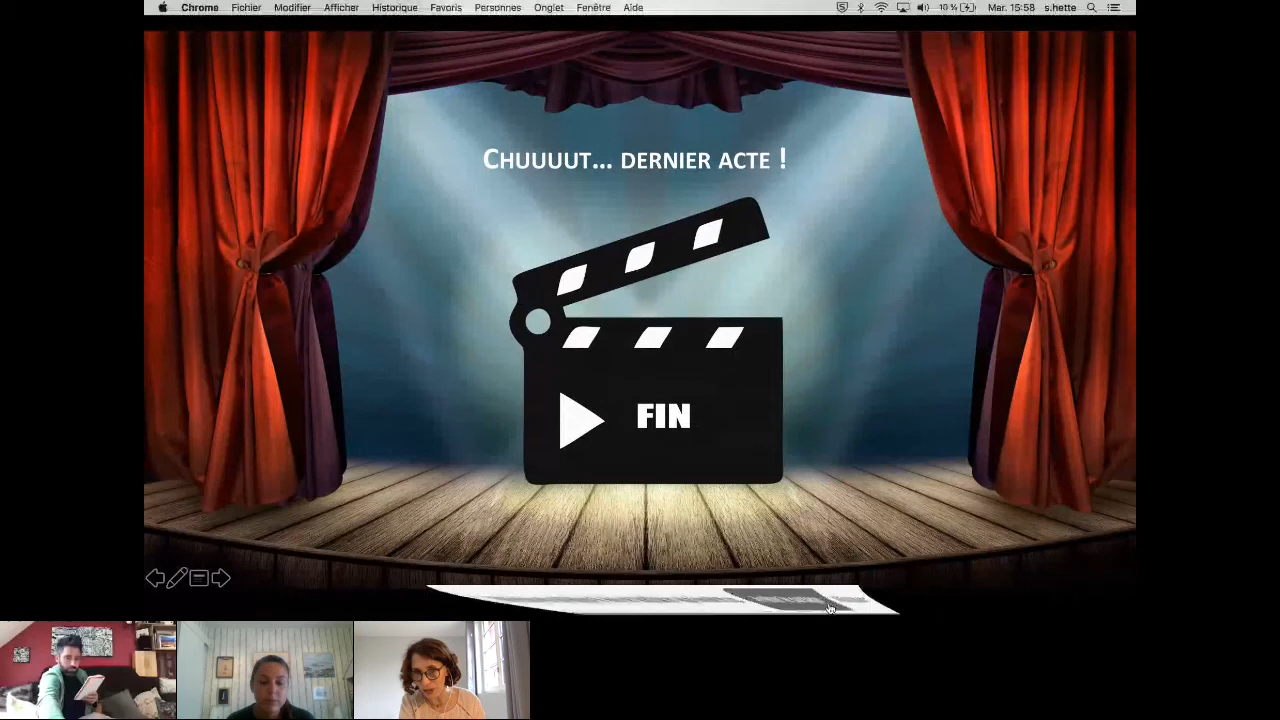 Chrome Fichier Modifier Afficher Historique Favoris Personnes Onglet Fenêtre Aide 10 % Mar. 15:58 s.hette
CHUUUUT... DERNIER ACTE !
FIN